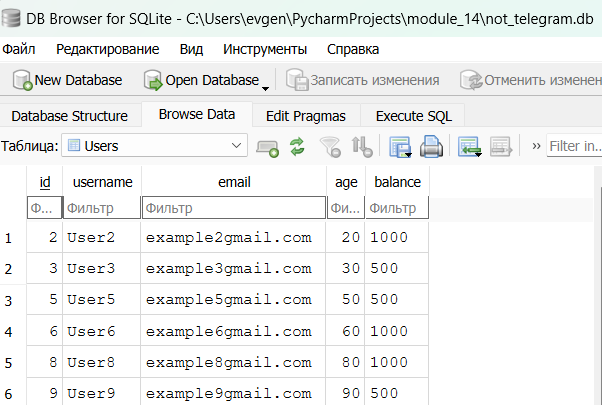 DB Browser for SQLite - C:\Users\evgen\PycharmProjects\module_14\not_telegram.db
Файл Редактирование Вид Инструменты Справка
New Database Open Database Записать изменения Отменить изменен
Database Structure Browse Data Edit Pragmas Execute SQL
Таблица: Users » Filter in...
id username email age balance
Ф... Фильтр Фильтр Фи... Фильтр
1 2 User2 example2gmail.com 20 1000
2 3 User3 example3gmail.com 30 500
3 5 User5 example5gmail.com 50 500
4 6 User6 example6gmail.com 60 1000
5 8 User8 example8gmail.com 80 1000
6 9 User9 example9gmail.com 90 500